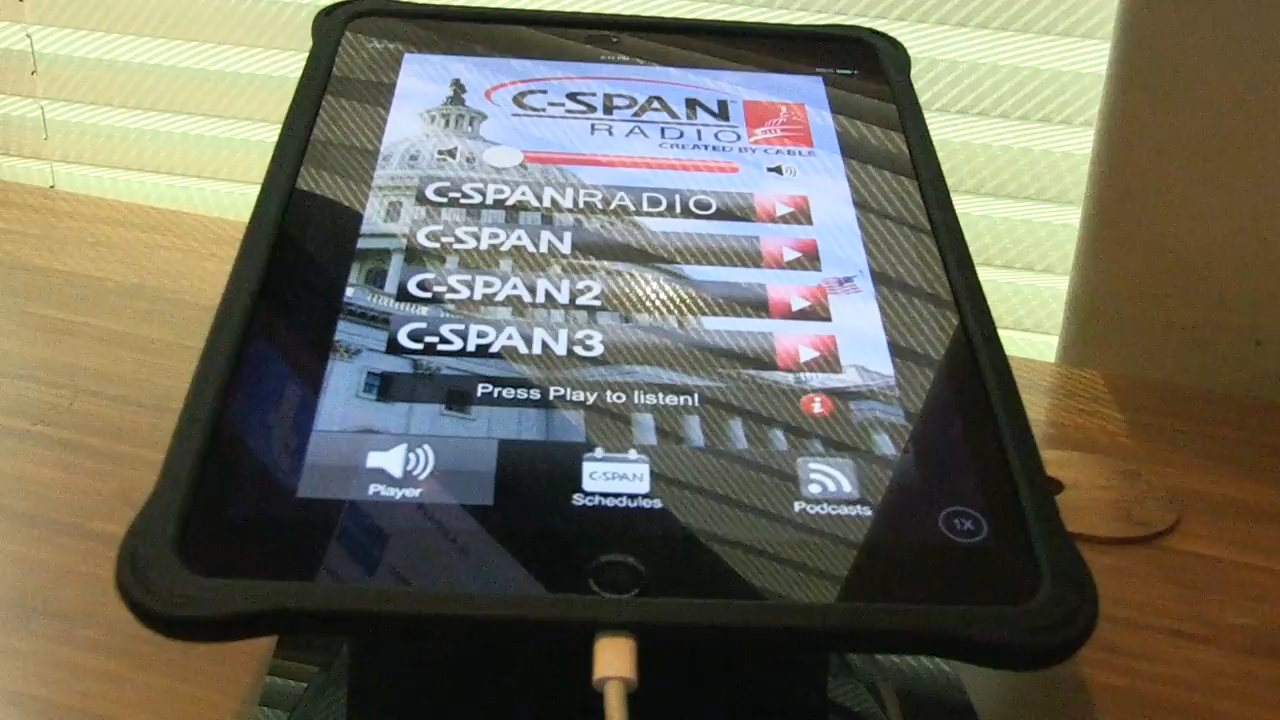 C-SPAN
RADIO
CREATED BY CABLE
C-SPANRADIO
C-SPAN
C-SPAN2
C-SPAN3
Press Play to listen!
i
Player
C-SPAN
Schedules
Podcasts
1X